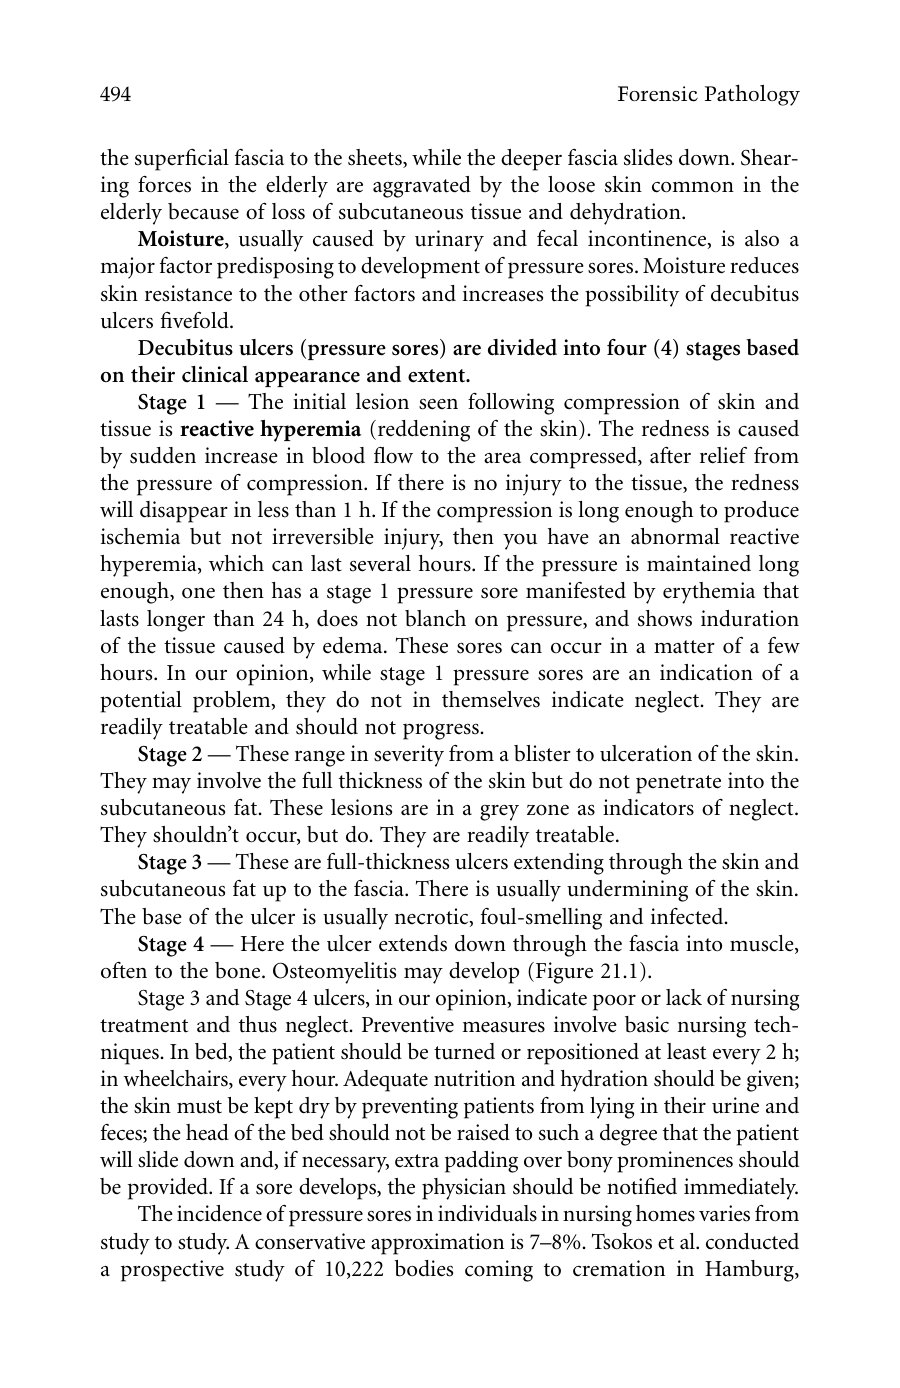 494 Forensic Pathology
the superficial fascia to the sheets, while the deeper fascia slides down. Shear-
ing forces in the elderly are aggravated by the loose skin common in the
elderly because of loss of subcutaneous tissue and dehydration.
Moisture, usually caused by urinary and fecal incontinence, is also a
major factor predisposing to development of pressure sores. Moisture reduces
skin resistance to the other factors and increases the possibility of decubitus
ulcers fivefold.
Decubitus ulcers (pressure sores) are divided into four (4) stages based
on their clinical appearance and extent.
Stage 1 — The initial lesion seen following compression of skin and
tissue is reactive hyperemia (reddening of the skin). The redness is caused
by sudden increase in blood flow to the area compressed, after relief from
the pressure of compression. If there is no injury to the tissue, the redness
will disappear in less than 1 h. If the compression is long enough to produce
ischemia but not irreversible injury, then you have an abnormal reactive
hyperemia, which can last several hours. If the pressure is maintained long
enough, one then has a stage 1 pressure sore manifested by erythemia that
lasts longer than 24 h, does not blanch on pressure, and shows induration
of the tissue caused by edema. These sores can occur in a matter of a few
hours. In our opinion, while stage 1 pressure sores are an indication of a
potential problem, they do not in themselves indicate neglect. They are
readily treatable and should not progress.
Stage 2 — These range in severity from a blister to ulceration of the skin.
They may involve the full thickness of the skin but do not penetrate into the
subcutaneous fat. These lesions are in a grey zone as indicators of neglect.
They shouldn’t occur, but do. They are readily treatable.
Stage 3 — These are full-thickness ulcers extending through the skin and
subcutaneous fat up to the fascia. There is usually undermining of the skin.
The base of the ulcer is usually necrotic, foul-smelling and infected.
Stage 4 — Here the ulcer extends down through the fascia into muscle,
often to the bone. Osteomyelitis may develop (Figure 21.1).
Stage 3 and Stage 4 ulcers, in our opinion, indicate poor or lack of nursing
treatment and thus neglect. Preventive measures involve basic nursing tech-
niques. In bed, the patient should be turned or repositioned at least every 2 h;
in wheelchairs, every hour. Adequate nutrition and hydration should be given;
the skin must be kept dry by preventing patients from lying in their urine and
feces; the head of the bed should not be raised to such a degree that the patient
will slide down and, if necessary, extra padding over bony prominences should
be provided. If a sore develops, the physician should be notified immediately.
The incidence of pressure sores in individuals in nursing homes varies from
study to study. A conservative approximation is 7–8%. Tsokos et al. conducted
a prospective study of 10,222 bodies coming to cremation in Hamburg,